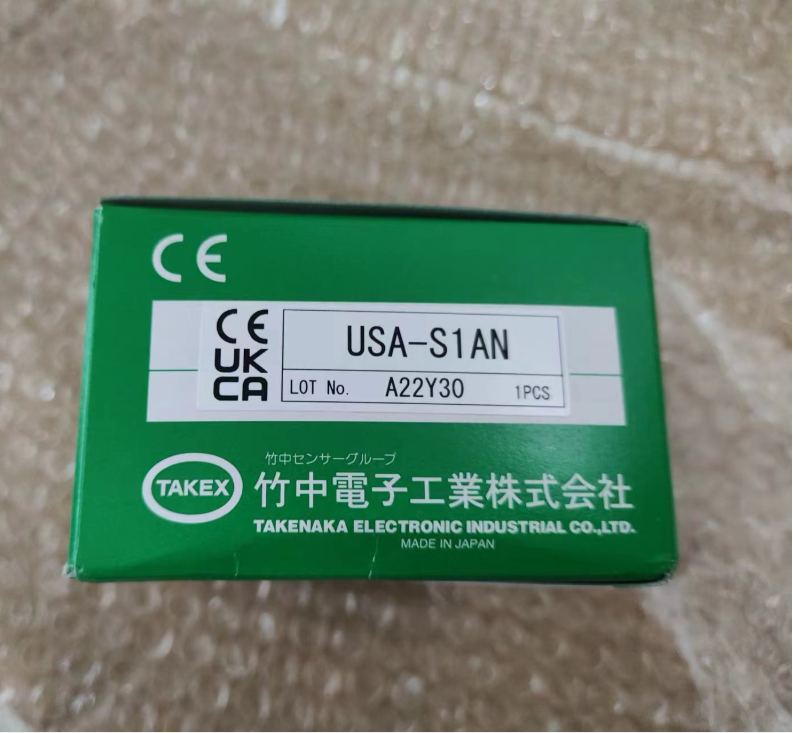 CE
CE
UK
CA
USA-S1AN
LOT No. A22Y30 1PCS
竹中センサーグループ
TAKEX 竹中電子工業株式会社
TAKENAKA ELECTRONIC INDUSTRIAL CO.,LTD.
MADE IN JAPAN